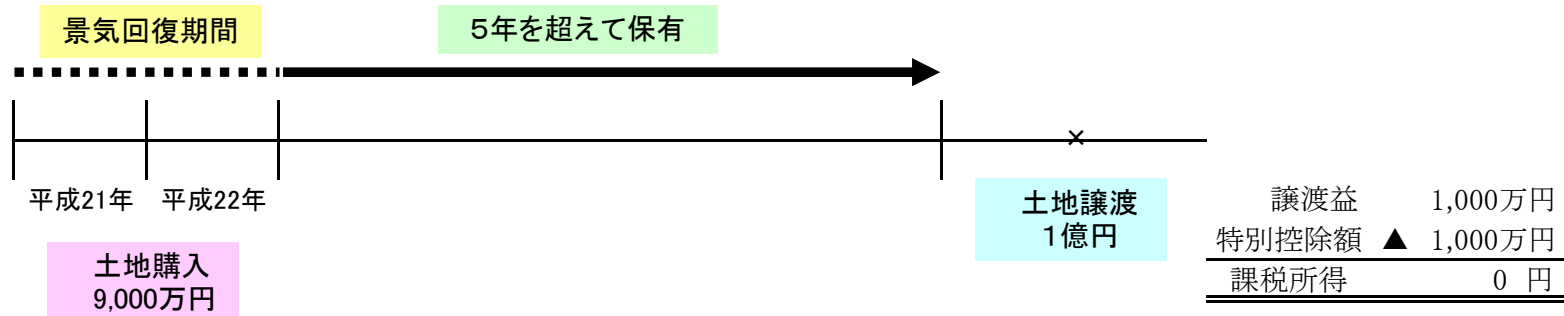 景気回復期間
5年を超えて保有
×
平成21年 平成22年
土地購入
9,000万円
土地譲渡
1億円
譲渡益 1,000万円
特別控除額 ▲ 1,000万円
課税所得 0 円